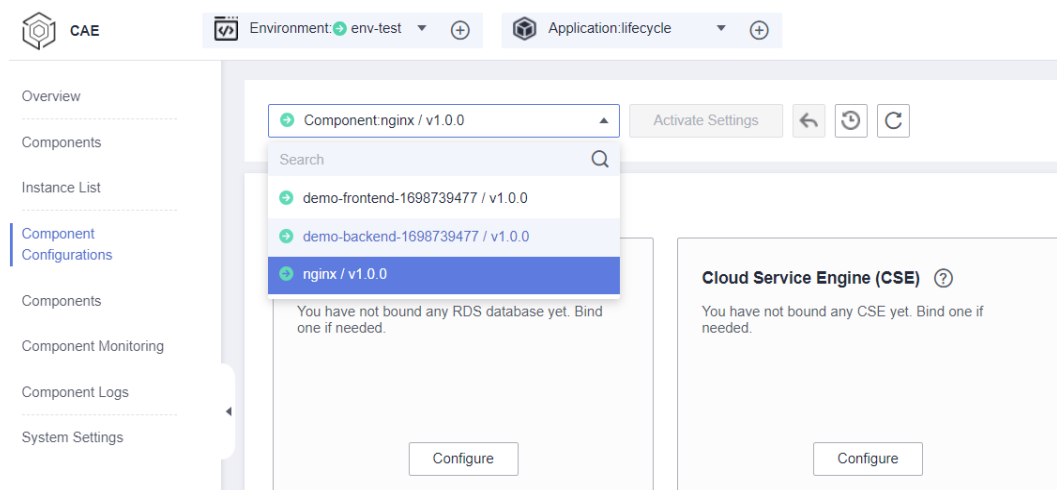 CAE
Environment: env-test
Application:lifecycle
Overview
Components
Instance List
Component
Configurations
Components
Component Monitoring
Component Logs
System Settings
Component:nginx / v1.0.0
Activate Settings
Search
demo-frontend-1698739477 / v1.0.0
demo-backend-1698739477 / v1.0.0
nginx / v1.0.0
You have not bound any RDS database yet. Bind
one if needed.
Configure
Cloud Service Engine (CSE)
You have not bound any CSE yet. Bind one if
needed.
Configure